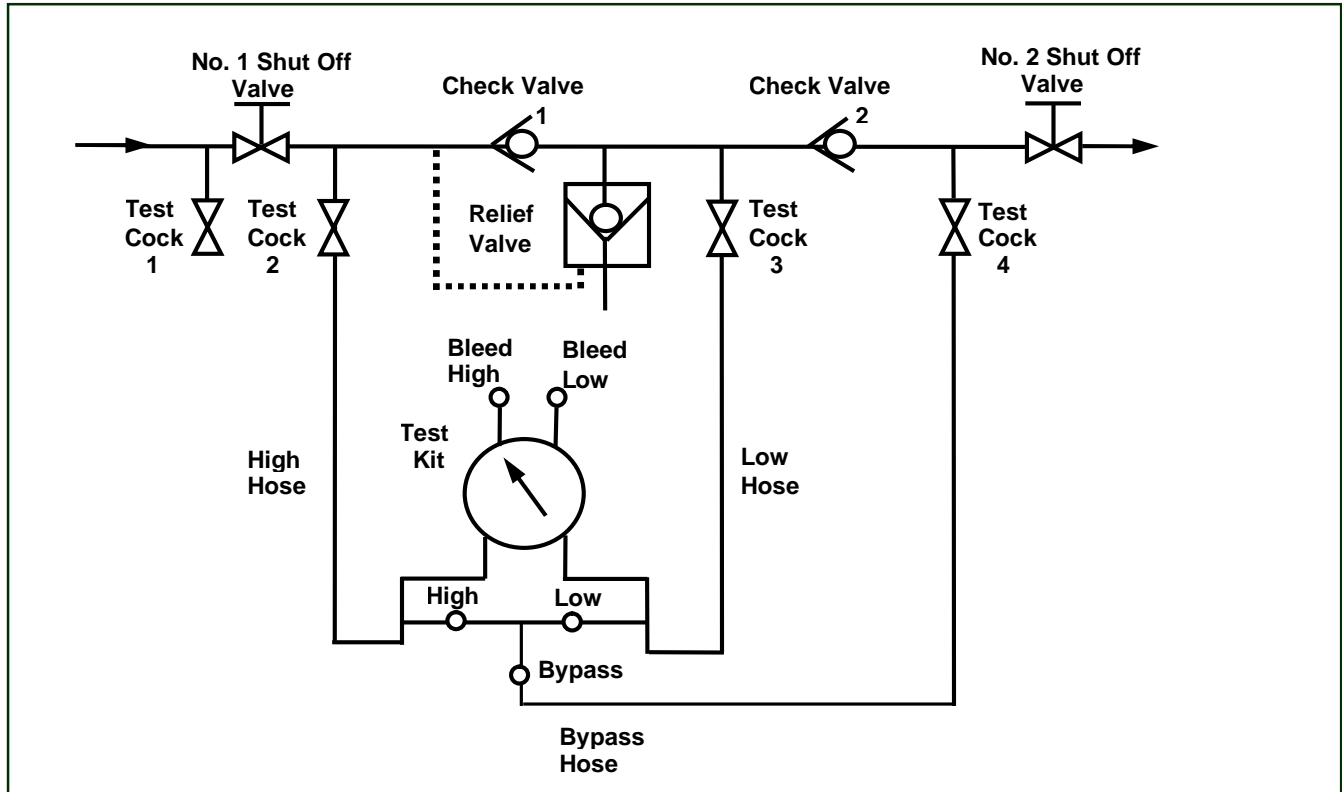 No. 1 Shut Off
Valve
Check Valve
1
Check Valve
2
No. 2 Shut Off
Valve
Test
Cock
1
Test
Cock
2
Relief
Valve
Test
Cock
3
Test
Cock
4
Bleed
High
Bleed
Low
Test
Kit
High
Hose
Low
Hose
High
Low
Bypass
Bypass
Hose